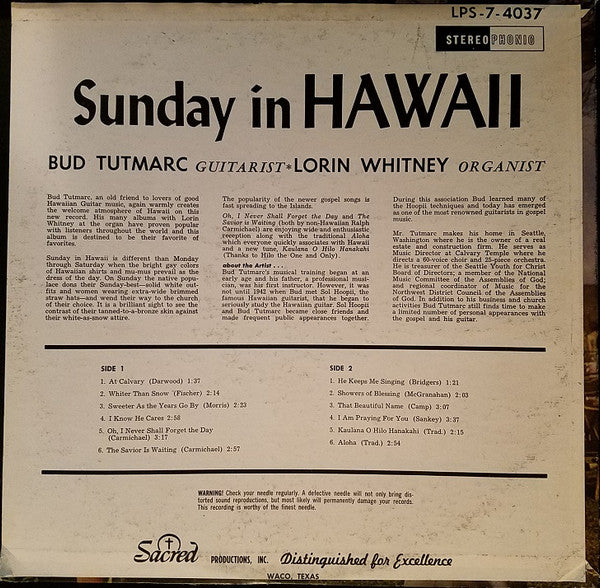 LPS-7-4037
STEREOPHONIC
Sunday in HAWAII
BUD TUTMARC GUITARIST*LORIN WHITNEY ORGANIST
Bud Tutmarc, an old friend to lovers of good
Hawaiian Guitar music, again warmly creates
the welcome atmosphere of Hawaii on this
new record. His many albums with Lorin
Whitney at the organ have proven popular
with listeners throughout the world and this
album is destined to be their favorite of
favorites.
Sunday in Hawaii is different than Monday
through Saturday when the bright gay colors
of Hawaiian shirts and mu-mus prevail as the
dress of the day. On Sunday the native popu-
lace dons their Sunday-best—solid white out-
fits and women wearing extra-wide brimmed
straw hats—and wend their way to the church
of their choice. It is a brilliant sight to see the
contrast of their tanned-to-a-bronze skin against
their white-as-snow attire.
The popularity of the newer gospel songs is
fast spreading to the Islands.
Oh, I Never Shall Forget the Day and The
Savior is Waiting (both by non-Hawaiian Ralph
Carmichael) are enjoying wide and enthusiastic
reception along with the traditional Aloha
which everyone quickly associates with Hawaii
and a new tune, Kaulana O Hilo Hanakahi
(Thanks to Hilo the One and Only)
about the Artist . . .
Bud Tutmarc's musical training began at an
early age and his father, a professional musi-
cian, was his first instructor. However, it was
not until 1942 when Bud met Sol Hoopii, the
famous Hawaiian guitarist, that he began to
seriously study the Hawaiian guitar. Sol Hoopii
and Bud Tutmarc became close friends and
made frequent public appearances together.
During this association Bud learned many of
the Hoopii techniques and today has emerged
as one of the most renowned guitarists in gospel
music.
Mr. Tutmarc makes his home in Seattle,
Washington where he is the owner of a real
estate and construction firm. He serves as
Music Director at Calvary Temple where he
directs a 60-voice choir and 25-piece orchestra.
He is treasurer of the Seattle Youth for Christ
Board of Directors; a member of the National
Music Committee of the Assemblies of God;
and regional coordinator of Music for the
Northwest District Council of the Assemblies
of God. In addition to his business and church
activities Bud Tutmarc still finds time to make
a limited number of personal appearances with
the gospel and his guitar.
SIDE 1
1. At Calvary (Darwood) 1:37
2. Whiter Than Snow (Fischer) 2:14
3. Sweeter As the Years Go By (Morris) 2:23
4. I Know He Cares 2:58
5. Oh, I Never Shall Forget the Day
(Carmichael) 3:17
6. The Savior Is Waiting (Carmichael) 2:57
SIDE 2
1. He Keeps Me Singing (Bridgers) 1:21
2. Showers of Blessing (McGranahan) 2:03
3. That Beautiful Name (Camp) 3:07
4. I Am Praying For You (Sankey) 3:37
5. Kaulana O Hilo Hanakahi (Trad.) 2:15
6. Aloha (Trad.) 2:54
WARNING! Check your needle regularly. A defective needle will not only bring dis-
torted sound reproductions, but most likely will permanently damage your records.
This recording is worthy of the finest needle.
Sacred PRODUCTIONS, INC. Distinguished for Excellence
WACO, TEXAS